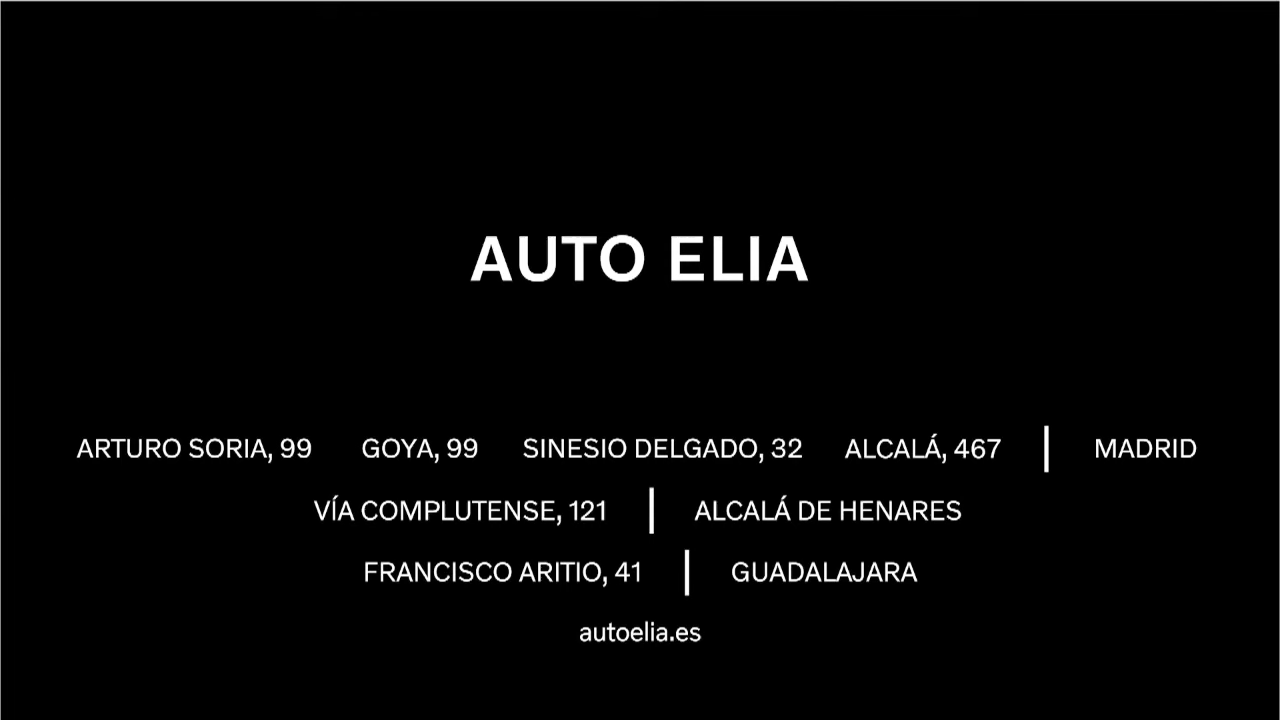 AUTO ELIA
ARTURO SORIA, 99 GOYA, 99 SINESIO DELGADO, 32 ALCALÁ, 467 | MADRID
VÍA COMPLUTENSE, 121 | ALCALÁ DE HENARES
FRANCISCO ARITIO, 41 | GUADALAJARA
autoelia.es